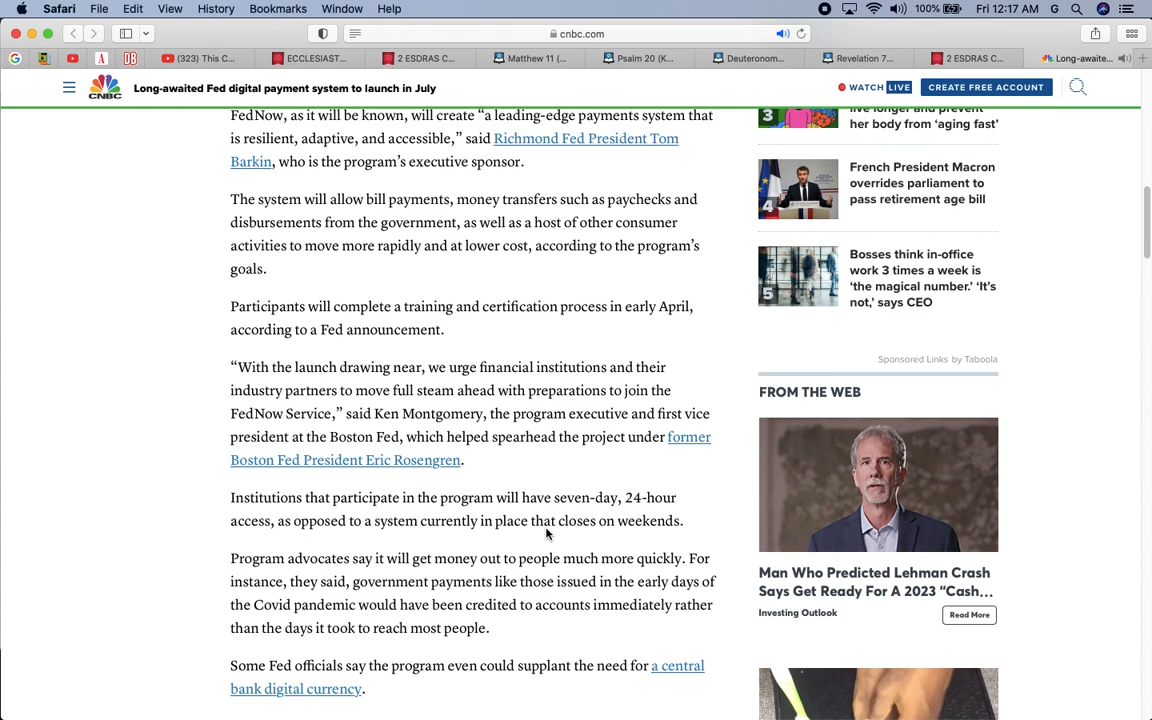 Safari File Edit View History Bookmarks Window Help
100% Fri 12:17 AM G
cnbc.com
G A DB (323) This C... ECCLESIAST... 2 ESDRAS C... Matthew 11 (... Psalm 20 (K... Deuteronom... Revelation 7... 2 ESDRAS C... Long-awaite...
CNBC
Long-awaited Fed digital payment system to launch in July
WATCH LIVE
CREATE FREE ACCOUNT
FedNow, as it will be known, will create “a leading-edge payments system that
is resilient, adaptive, and accessible,” said Richmond Fed President Tom
Barkin, who is the program’s executive sponsor.
The system will allow bill payments, money transfers such as paychecks and
disbursements from the government, as well as a host of other consumer
activities to move more rapidly and at lower cost, according to the program’s
goals.
Participants will complete a training and certification process in early April,
according to a Fed announcement.
“With the launch drawing near, we urge financial institutions and their
industry partners to move full steam ahead with preparations to join the
FedNow Service,” said Ken Montgomery, the program executive and first vice
president at the Boston Fed, which helped spearhead the project under former
Boston Fed President Eric Rosengren.
Institutions that participate in the program will have seven-day, 24-hour
access, as opposed to a system currently in place that closes on weekends.
Program advocates say it will get money out to people much more quickly. For
instance, they said, government payments like those issued in the early days of
the Covid pandemic would have been credited to accounts immediately rather
than the days it took to reach most people.
Some Fed officials say the program even could supplant the need for a central
bank digital currency.
3
live longer and prevent
her body from ‘aging fast’
4
French President Macron
overrides parliament to
pass retirement age bill
5
Bosses think in-office
work 3 times a week is
‘the magical number.’ ‘It’s
not,’ says CEO
Sponsored Links by Taboola
FROM THE WEB
Man Who Predicted Lehman Crash
Says Get Ready For A 2023 “Cash...
Investing Outlook
Read More